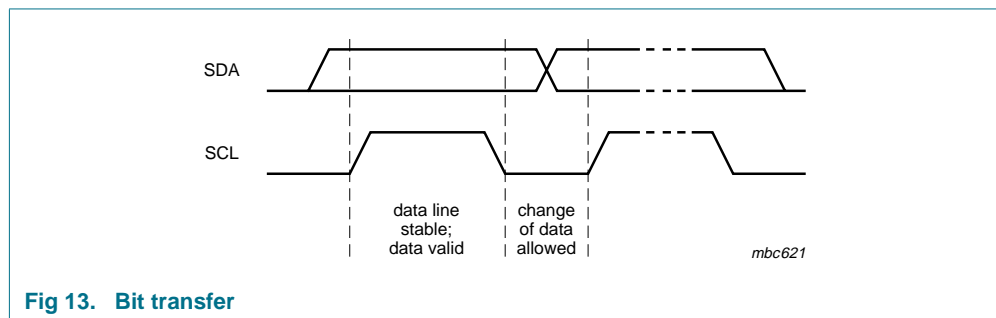 SDA
SCL
data line
stable;
data valid
change
of data
allowed
mbc621
Fig 13. Bit transfer